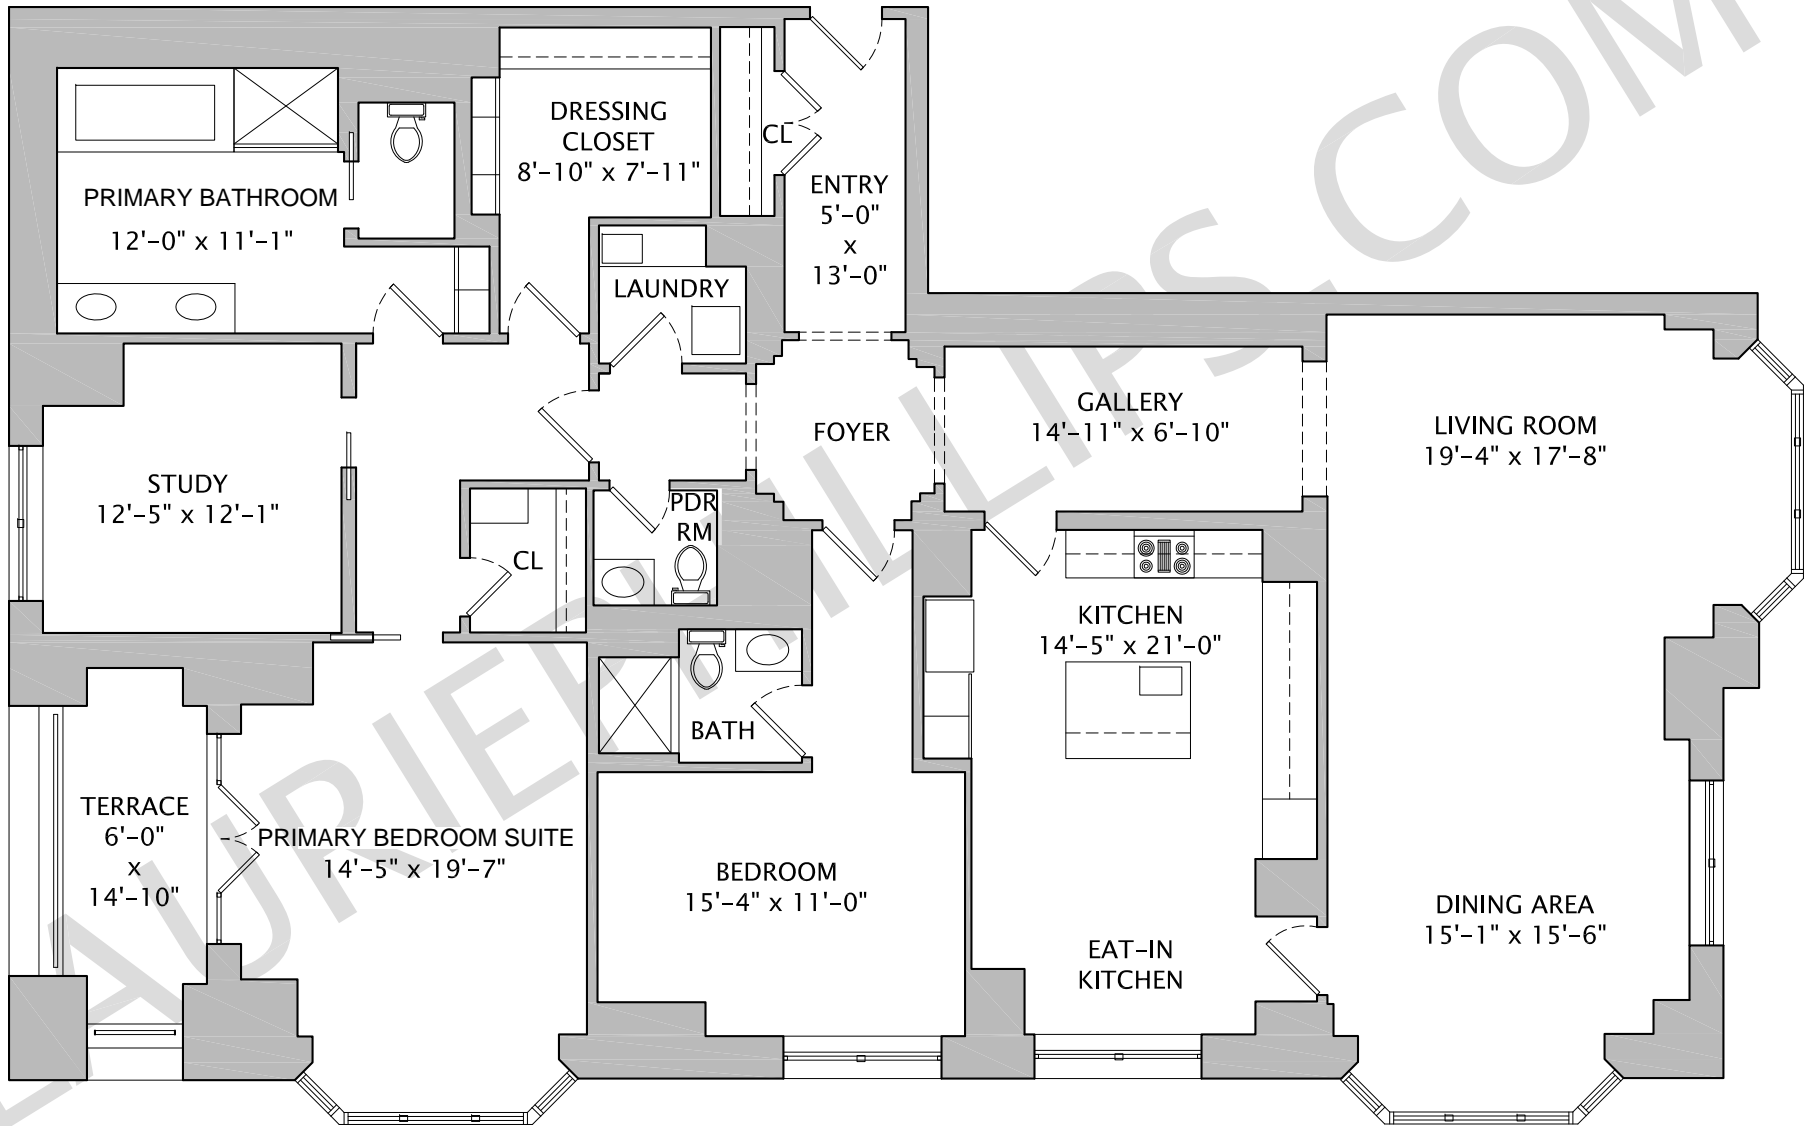 DRESSING
CLOSET
8'-10" x 7'-11"
CL
PRIMARY BATHROOM
12'-0" x 11'-1"
ENTRY
5'-0"
x
13'-0"
LAUNDRY
GALLERY
14'-11" x 6'-10"
FOYER
LIVING ROOM
19'-4" x 17'-8"
STUDY
12'-5" x 12'-1"
PDR
RM
CL
KITCHEN
14'-5" x 21'-0"
BATH
TERRACE
6'-0"
x
14'-10"
PRIMARY BEDROOM SUITE
14'-5" x 19'-7"
BEDROOM
15'-4" x 11'-0"
DINING AREA
15'-1" x 15'-6"
EAT-IN
KITCHEN
LAURIEPHILLIPS.COM